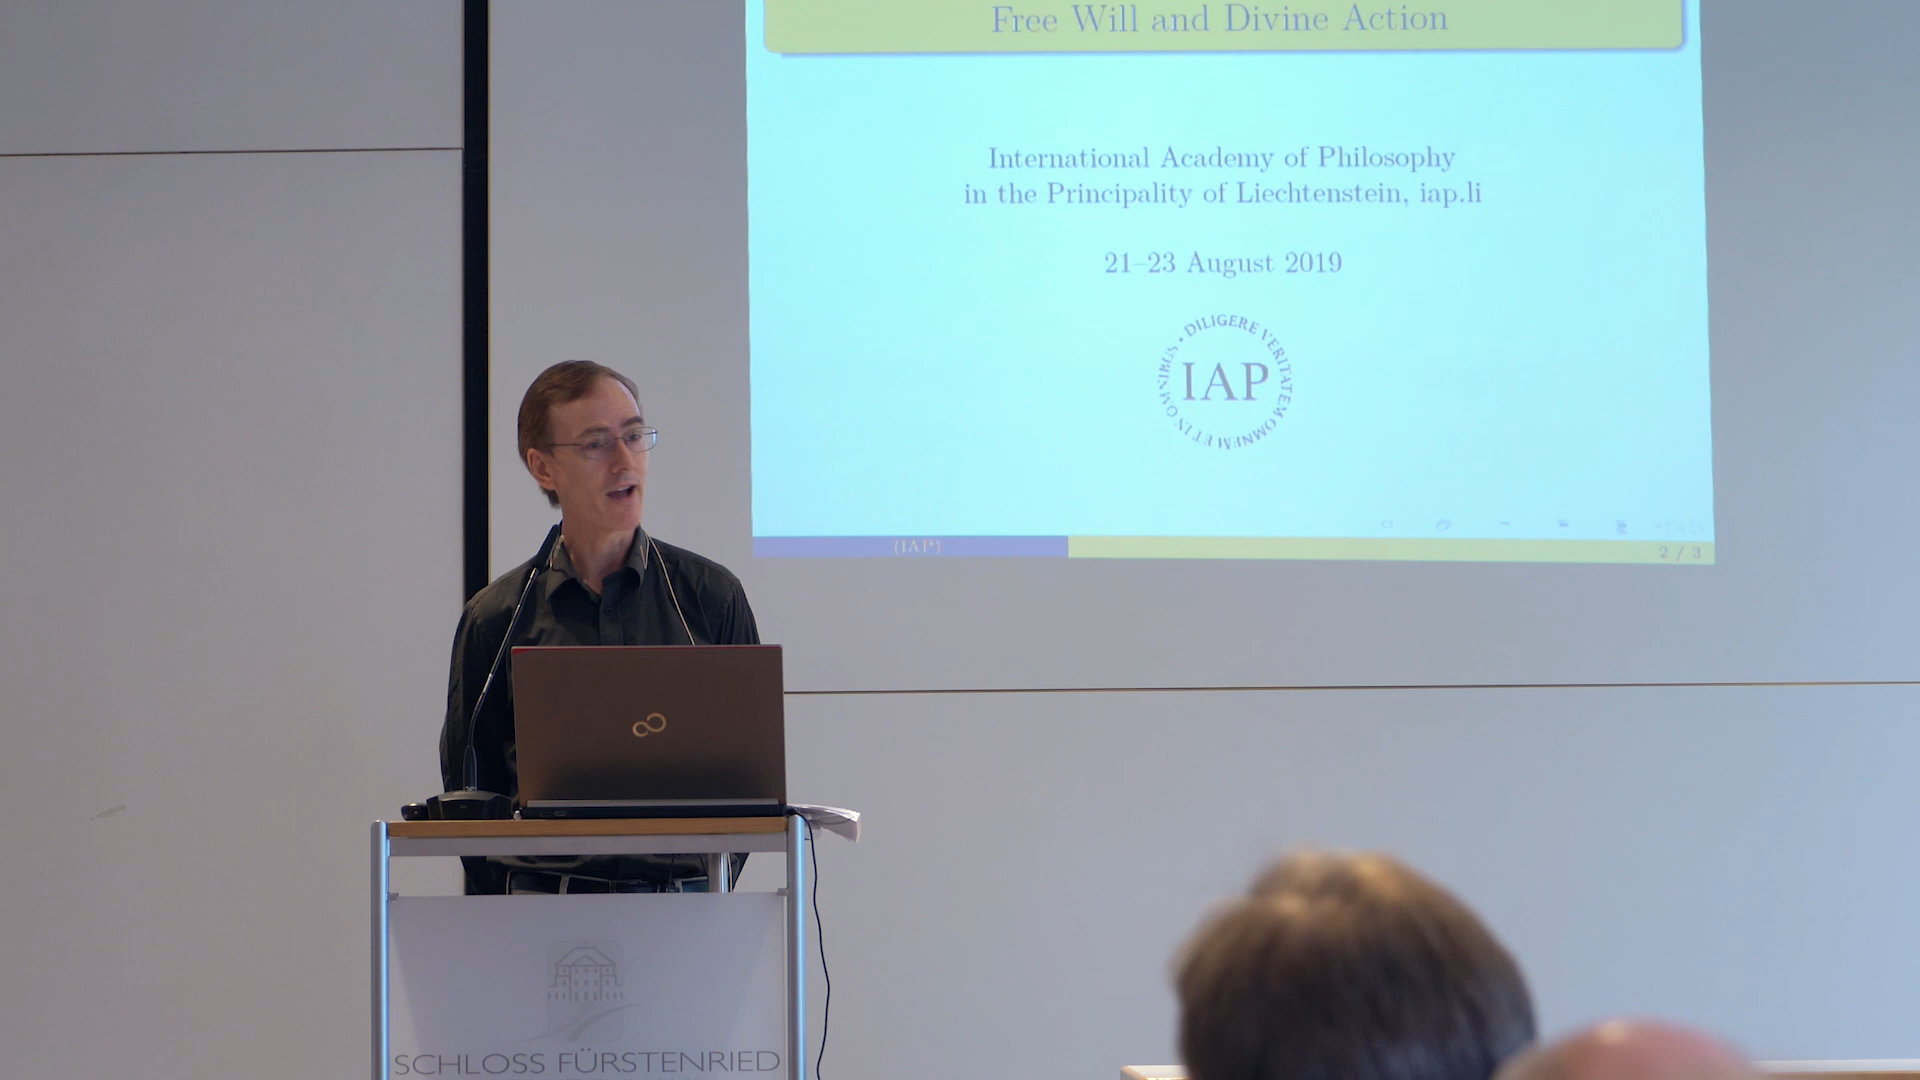 Free Will and Divine Action
International Academy of Philosophy
in the Principality of Liechtenstein, iap.li
21–23 August 2019
DILIGERE VERITATEM OMNEM ET IN OMNIBUS •
IAP
(IAP)
2 / 3
SCHLOSS FÜRSTENRIED